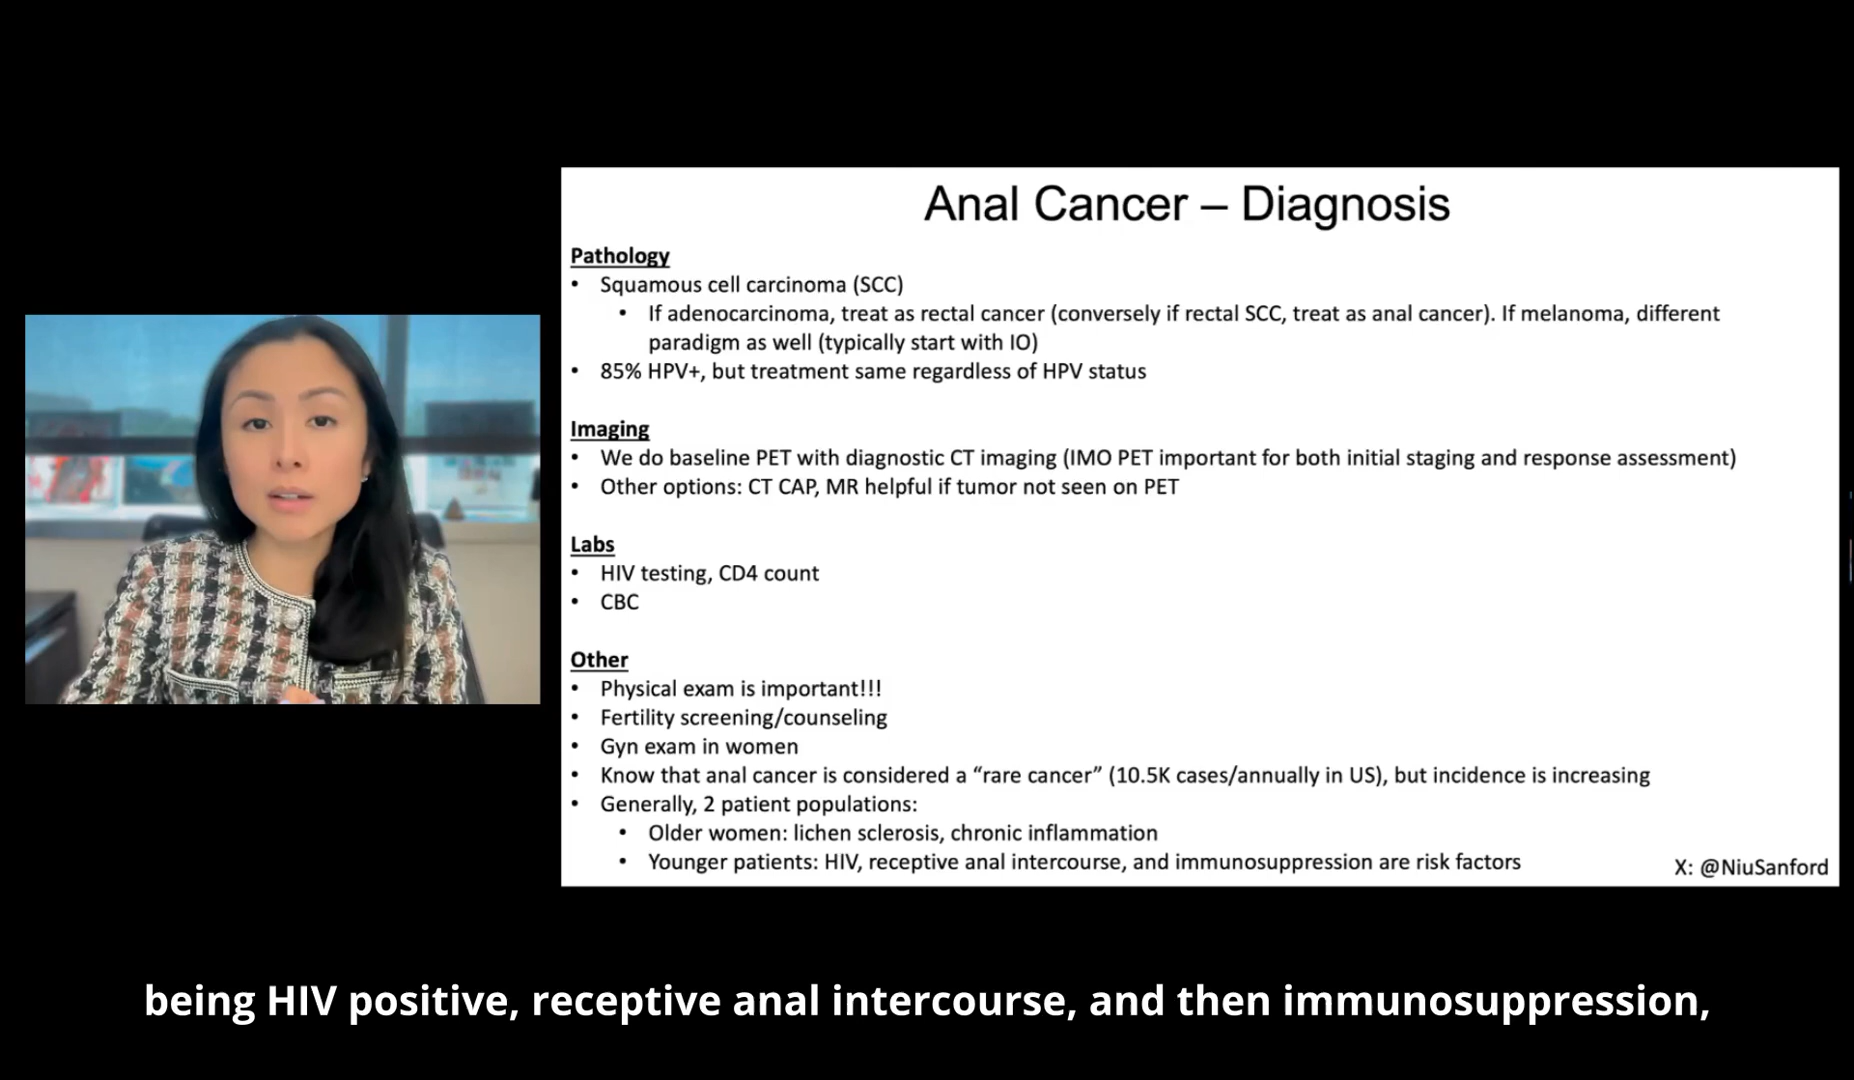 Anal Cancer – Diagnosis
Pathology
• Squamous cell carcinoma (SCC)
• If adenocarcinoma, treat as rectal cancer (conversely if rectal SCC, treat as anal cancer). If melanoma, different
paradigm as well (typically start with IO)
• 85% HPV+, but treatment same regardless of HPV status
Imaging
• We do baseline PET with diagnostic CT imaging (IMO PET important for both initial staging and response assessment)
• Other options: CT CAP, MR helpful if tumor not seen on PET
Labs
• HIV testing, CD4 count
• CBC
Other
• Physical exam is important!!!
• Fertility screening/counseling
• Gyn exam in women
• Know that anal cancer is considered a “rare cancer” (10.5K cases/annually in US), but incidence is increasing
• Generally, 2 patient populations:
• Older women: lichen sclerosis, chronic inflammation
• Younger patients: HIV, receptive anal intercourse, and immunosuppression are risk factors
X: @NiuSanford
being HIV positive, receptive anal intercourse, and then immunosuppression,